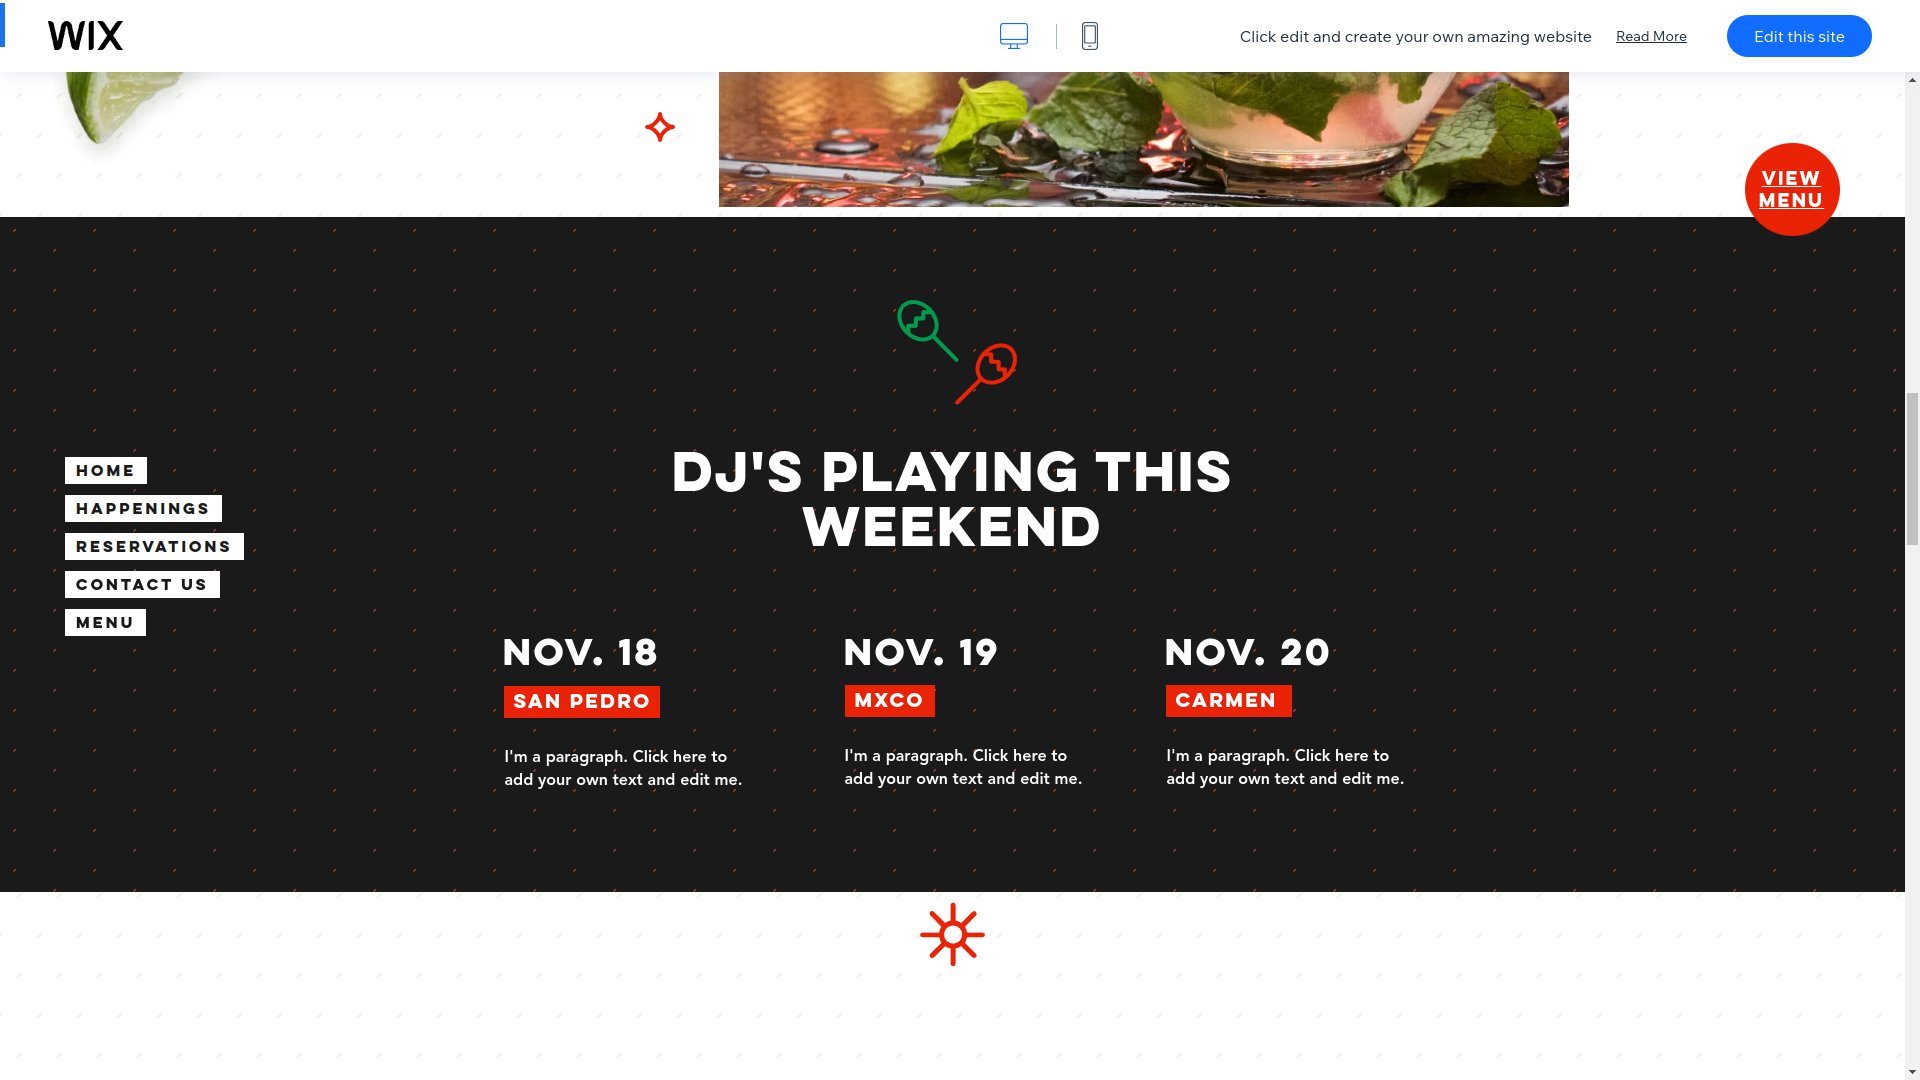 WIX
Click edit and create your own amazing website
Read More
Edit this site
VIEW
MENU
DJ'S PLAYING THIS
WEEKEND
HOME
HAPPENINGS
RESERVATIONS
CONTACT US
MENU
NOV. 18
SAN PEDRO
I'm a paragraph. Click here to
add your own text and edit me.
NOV. 19
MXCO
I'm a paragraph. Click here to
add your own text and edit me.
NOV. 20
CARMEN
I'm a paragraph. Click here to
add your own text and edit me.